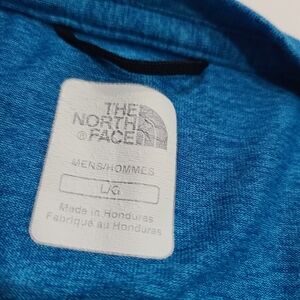 THE
NORTH
®FACE
MENS/HOMMES
L/G
Made in Honduras
Fabriqué au Honduras